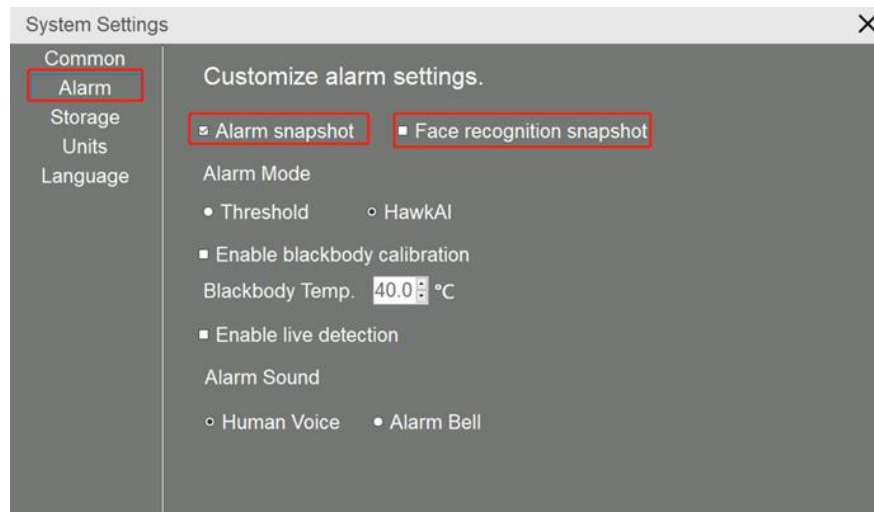 System Settings
Common
Alarm
Storage
Units
Language
Customize alarm settings.
Alarm snapshot Face recognition snapshot
Alarm Mode
Threshold HawkAI
Enable blackbody calibration
Blackbody Temp. 40.0 °C
Enable live detection
Alarm Sound
Human Voice Alarm Bell